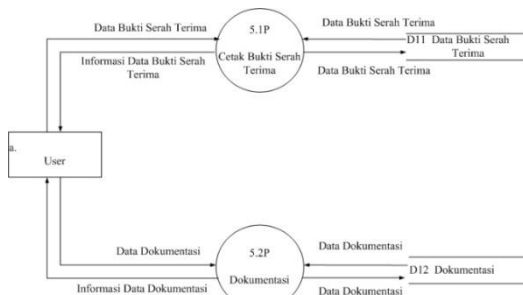 Data Bukti Serah Terima
Informasi Data Bukti Serah
Terima
5.1P
Cetak Bukti Serah
Terima
Data Bukti Serah Terima
D11 Data Bukti Serah
Terima
Data Bukti Serah Terima
a.
User
Data Dokumentasi
Informasi Data Dokumentasi
5.2P
Dokumentasi
Data Dokumentasi
D12 Dokumentasi
Data Dokumentasi